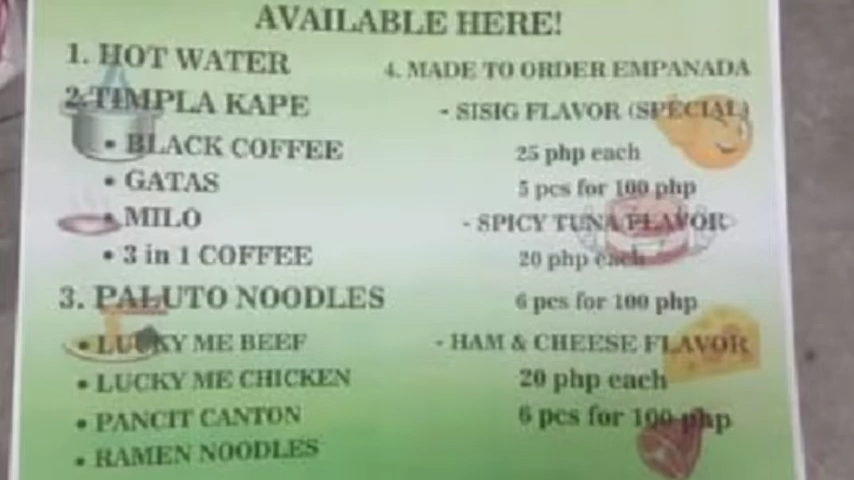 AVAILABLE HERE!
1. HOT WATER
2.TIMPLA KAPE
• BLACK COFFEE
• GATAS
• MILO
• 3 in 1 COFFEE
3. PALUTO NOODLES
• LUCKY ME BEEF
• LUCKY ME CHICKEN
• PANCIT CANTON
• RAMEN NOODLES
4. MADE TO ORDER EMPANADA
- SISIG FLAVOR (SPECIAL)
25 php each
5 pcs for 100 php
- SPICY TUNA FLAVOR
20 php each
6 pcs for 100 php
- HAM & CHEESE FLAVOR
20 php each
6 pcs for 100 php